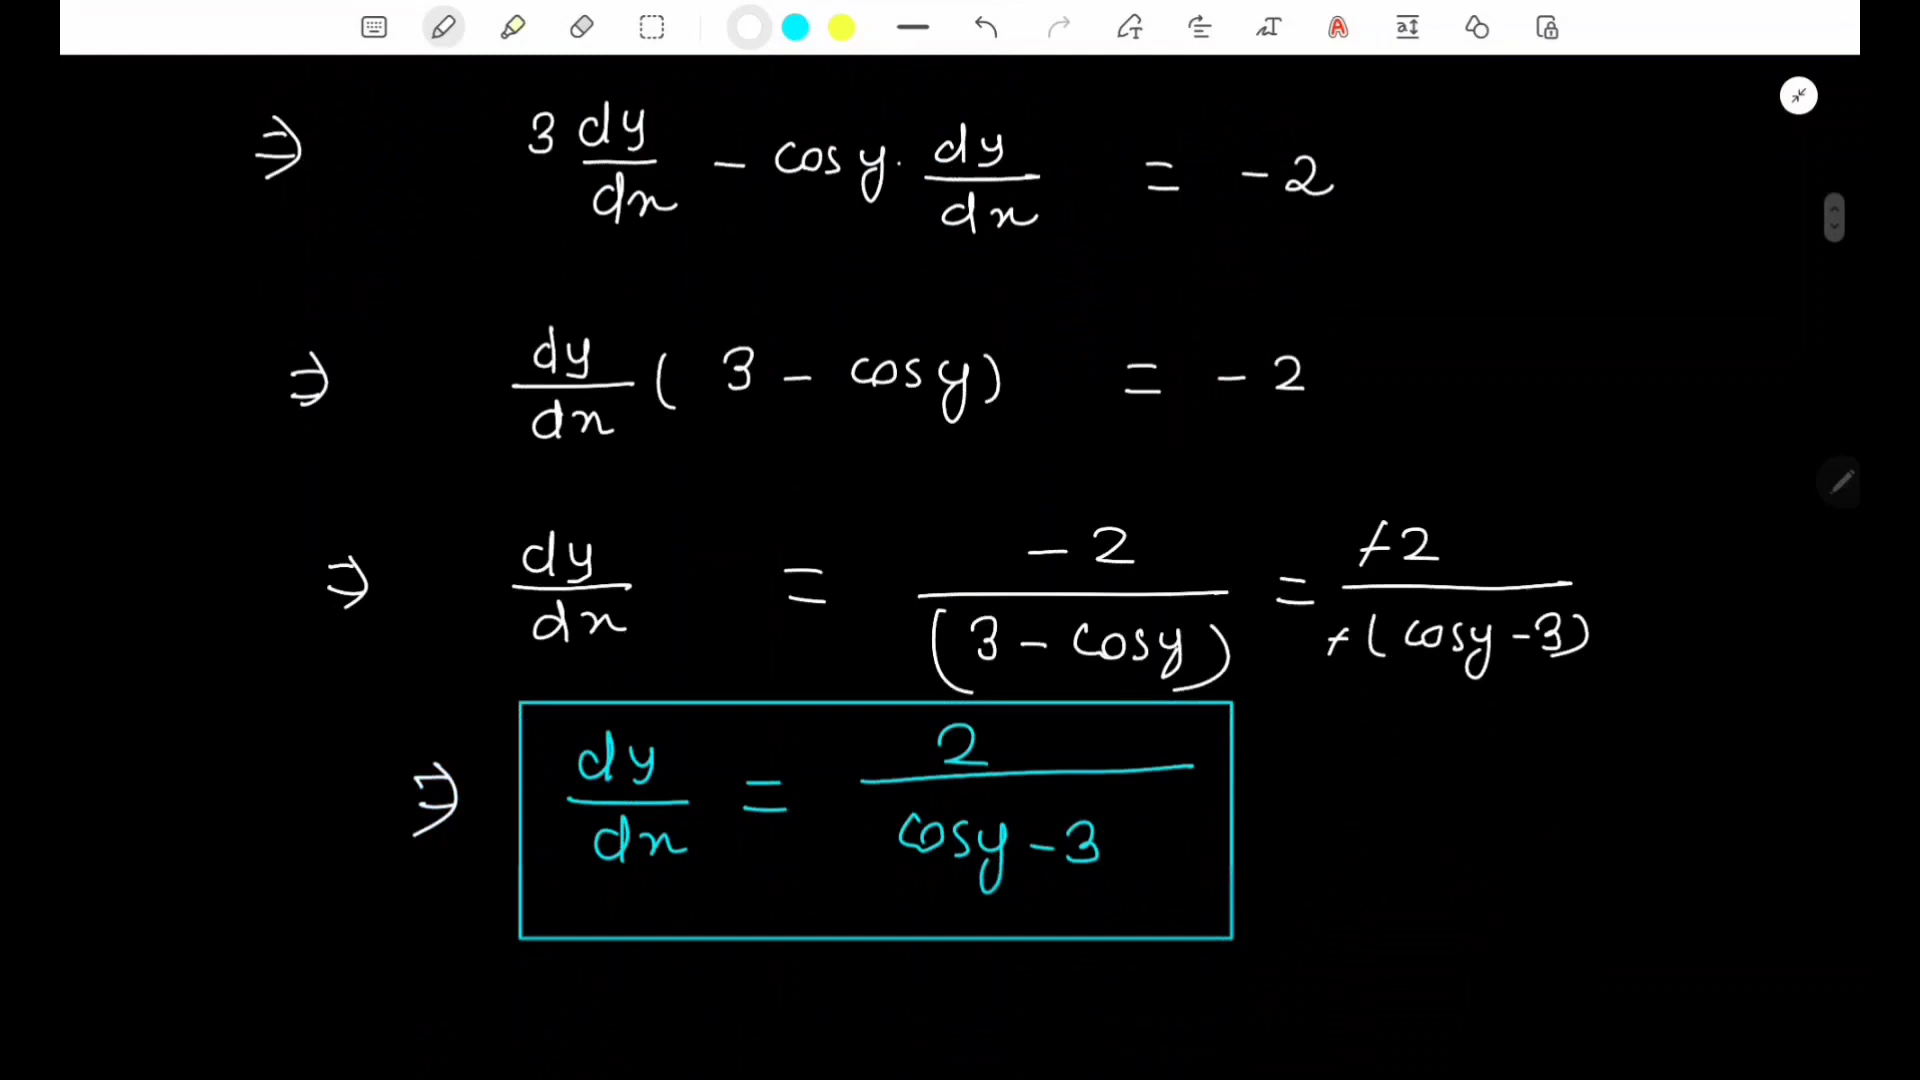 ⇒ 3 dy/dx - cos y · dy/dx = -2
⇒ dy/dx ( 3 - cos y) = -2
⇒ dy/dx = -2/(3 - cos y) = -2/-(cos y - 3)
⇒ dy/dx = 2/cos y - 3